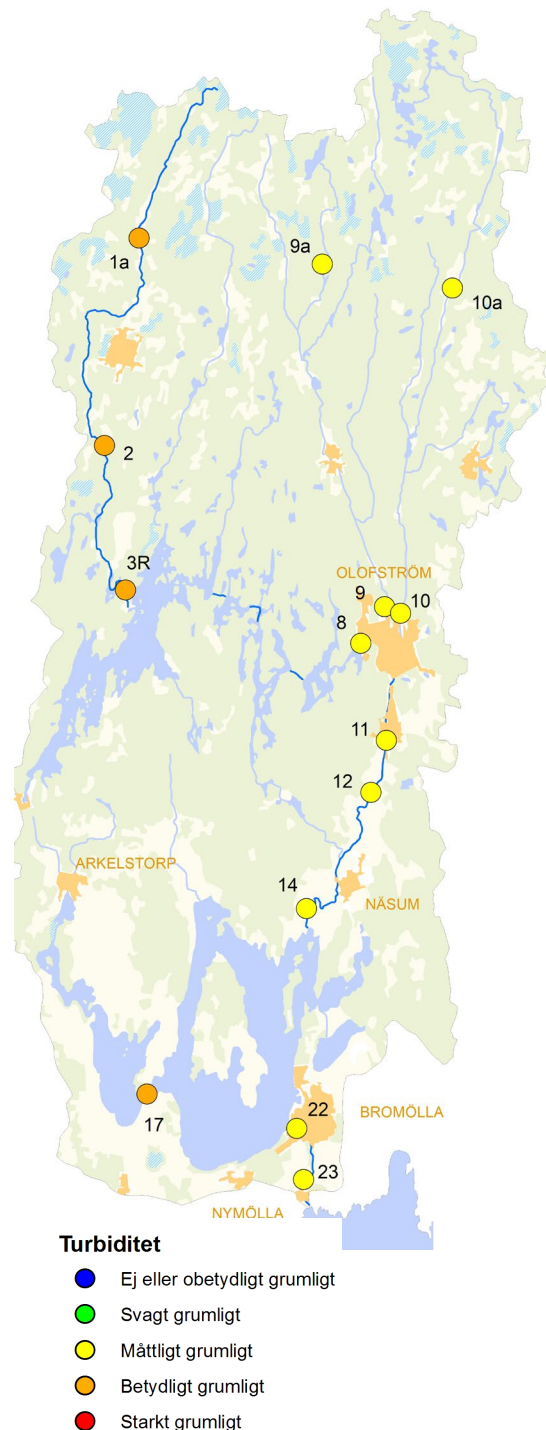 1a
9a
10a
2
3R
OLOFSTRÖM
9
10
8
11
12
ARKELSTORP
14
NÄSUM
17
22
BROMÖLLA
23
NYMÖLLA
Turbiditet
Ej eller obetydligt grumligt
Svagt grumligt
Måttligt grumligt
Betydligt grumligt
Starkt grumligt